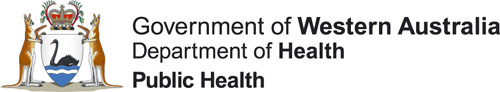 Government of Western Australia
Department of Health
Public Health